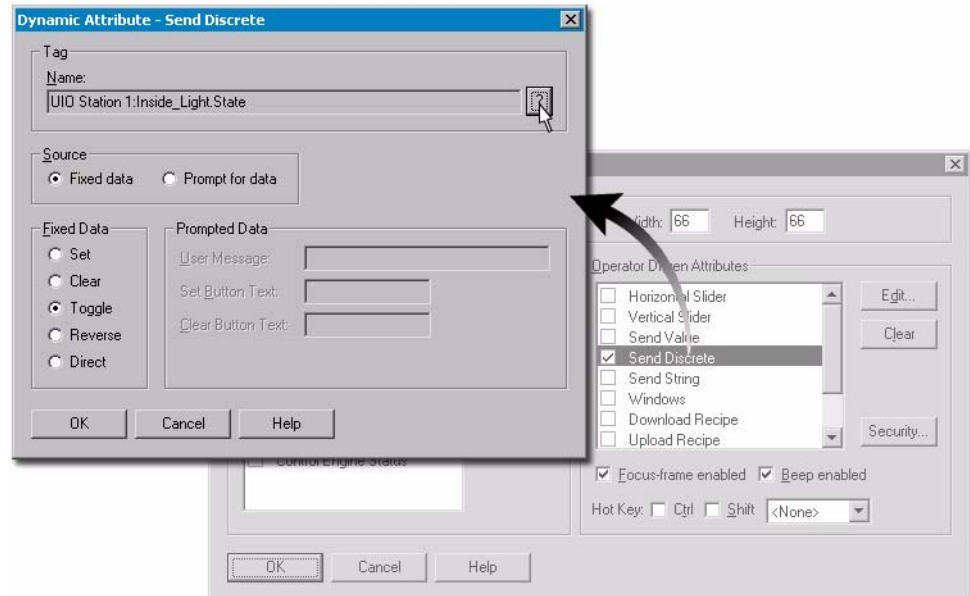 Dynamic Attribute - Send Discrete
Tag
Name:
UIO Station 1:Inside_Light.State
?
Source
Fixed data Prompt for data
Fixed Data
Set
Clear
Toggle
Reverse
Direct
Prompted Data
User Message:
Set Button Text:
Clear Button Text:
OK Cancel Help
Width: 66 Height: 66
Operator Driven Attributes
Horizontal Slider
Vertical Slider
Send Value
Send Discrete
Send String
Windows
Download Recipe
Upload Recipe
Edit...
Clear
Security...
Control Engine Status
Focus-frame enabled Beep enabled
Hot Key: Ctrl Shift <None>
OK Cancel Help